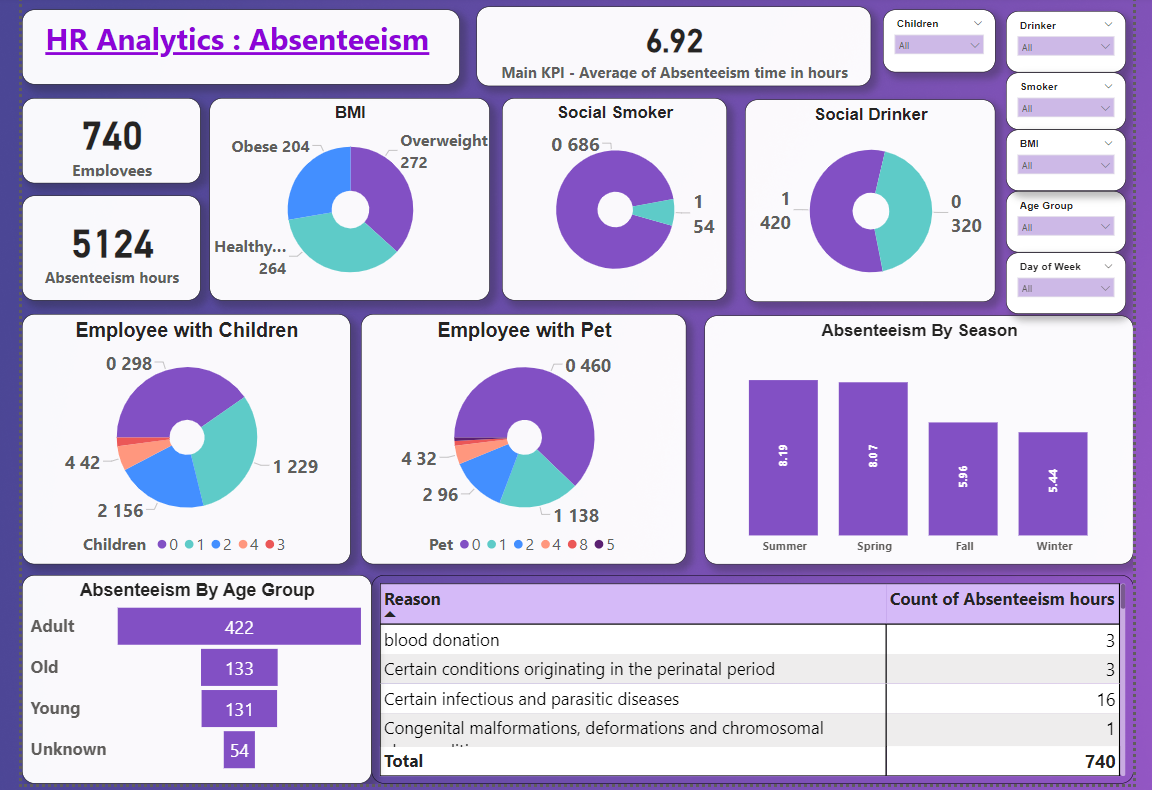 HR Analytics : Absenteeism
6.92
Main KPI - Average of Absenteeism time in hours
Children
All
Drinker
All
Smoker
All
BMI
All
Age Group
All
Day of Week
All
740
Employees
5124
Absenteeism hours
BMI
Obese 204
Overweight
272
Healthy...
264
Social Smoker
0 686
1
54
Social Drinker
1
420
0
320
Employee with Children
0 298
1 229
2 156
4 42
Children 0 1 2 4 3
Employee with Pet
0 460
1 138
2 96
4 32
Pet 0 1 2 4 8 5
Absenteeism By Season
8.19
8.07
5.96
5.44
Summer Spring Fall Winter
Absenteeism By Age Group
Adult 422
Old 133
Young 131
Unknown 54
Reason Count of Absenteeism hours
blood donation 3
Certain conditions originating in the perinatal period 3
Certain infectious and parasitic diseases 16
Congenital malformations, deformations and chromosomal 1
Total 740